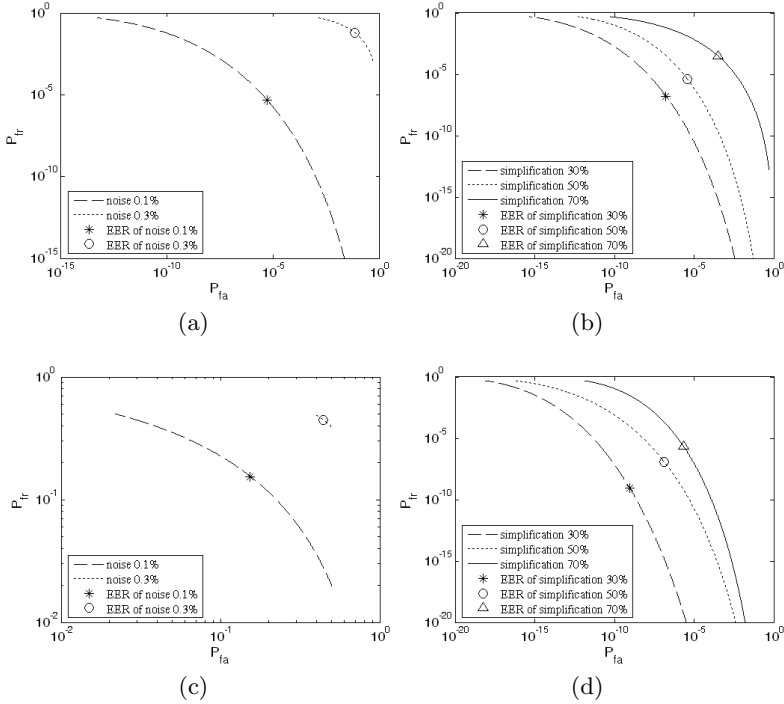 10^0
10^-5
10^-10
10^-15
P_fr
noise 0.1%
noise 0.3%
EER of noise 0.1%
EER of noise 0.3%
10^-15 10^-10 10^-5 10^0
P_fa
(a)
10^0
10^-5
10^-10
10^-15
10^-20
P_fr
simplification 30%
simplification 50%
simplification 70%
EER of simplification 30%
EER of simplification 50%
EER of simplification 70%
10^-20 10^-15 10^-10 10^-5 10^0
P_fa
(b)
10^0
10^-1
10^-2
P_fr
noise 0.1%
noise 0.3%
EER of noise 0.1%
EER of noise 0.3%
10^-2 10^-1 10^0
P_fa
(c)
10^0
10^-5
10^-10
10^-15
10^-20
P_fr
simplification 30%
simplification 50%
simplification 70%
EER of simplification 30%
EER of simplification 50%
EER of simplification 70%
10^-20 10^-15 10^-10 10^-5 10^0
P_fa
(d)